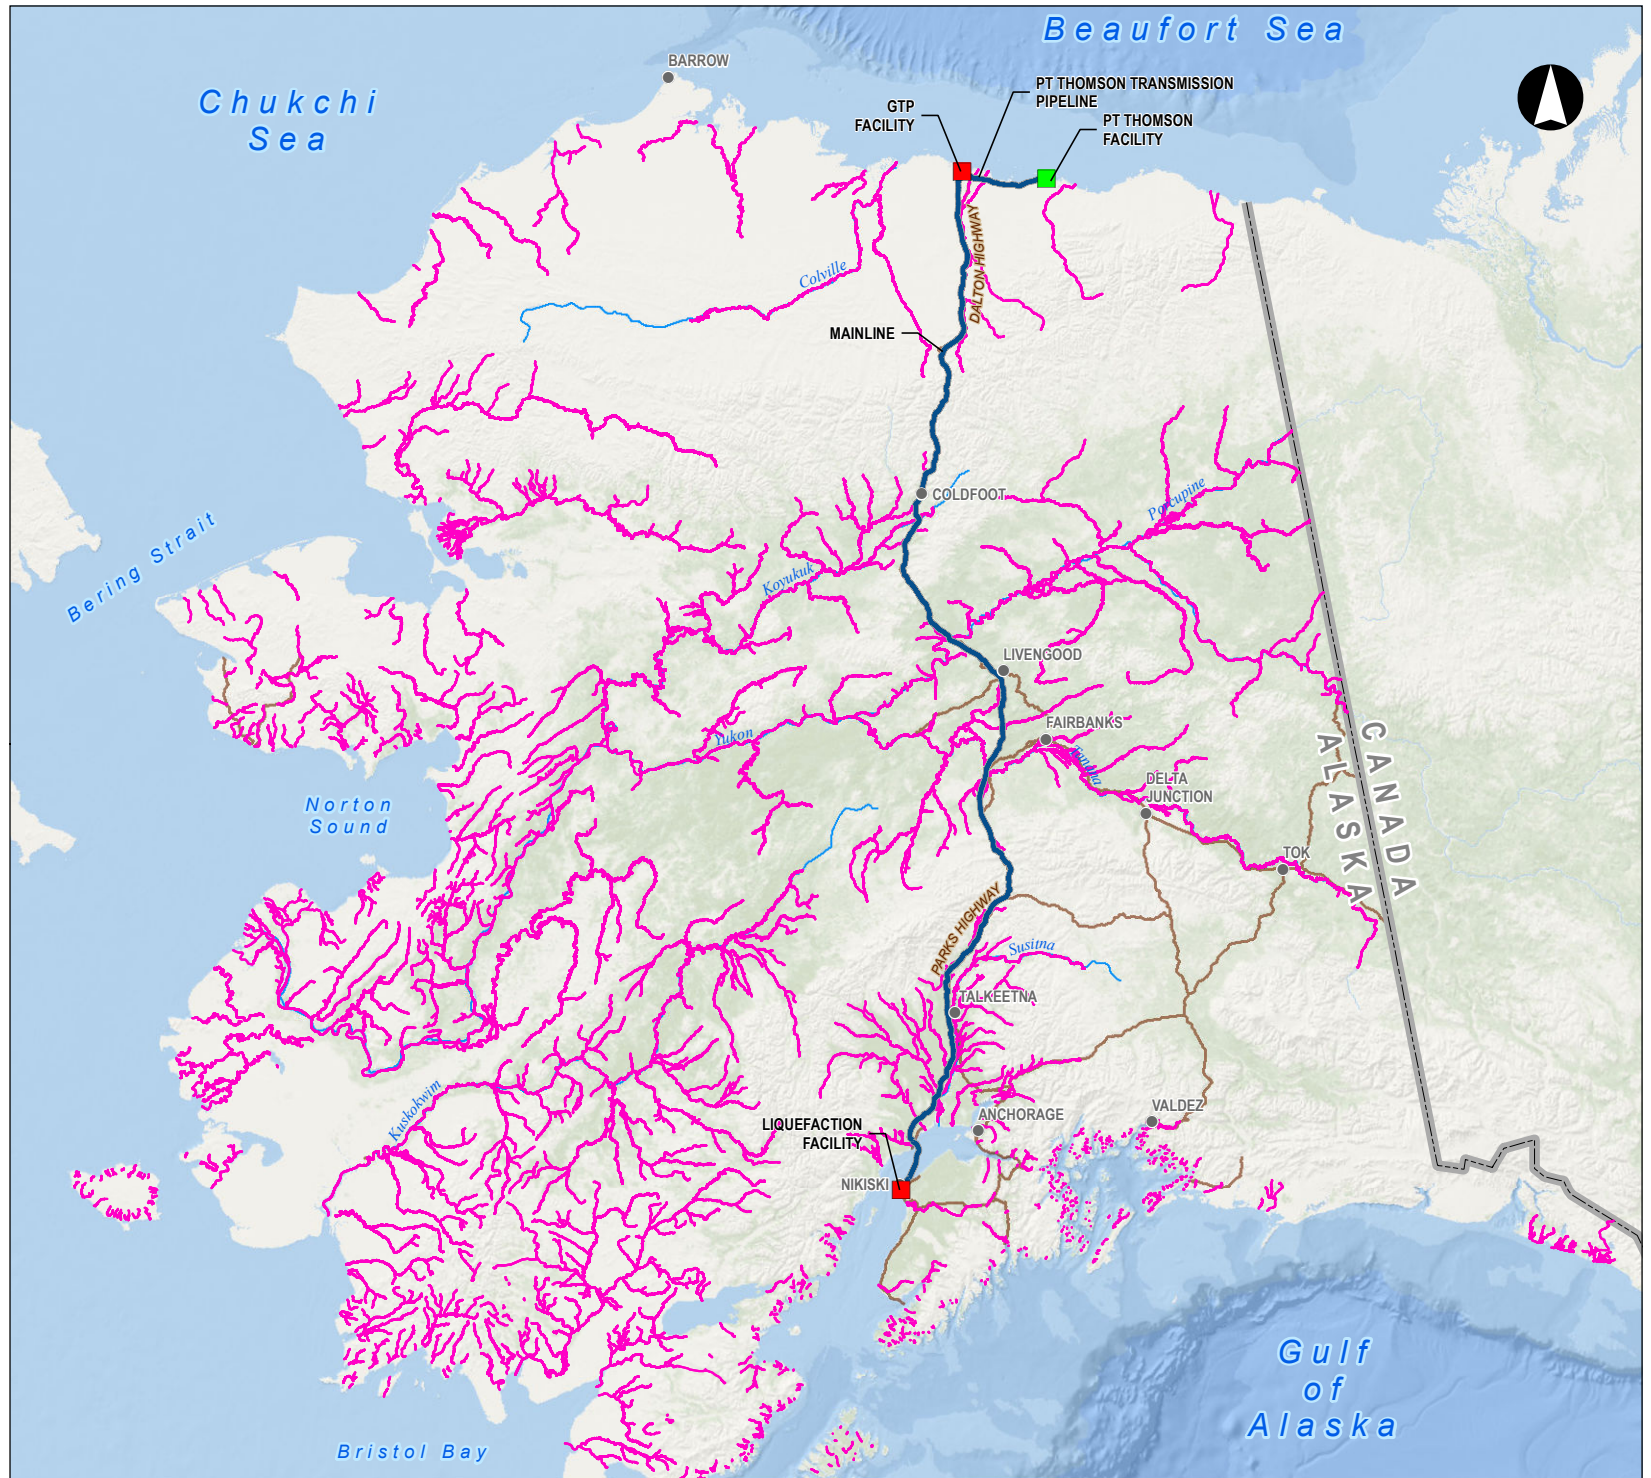 Beaufort Sea
BARROW
Chukchi
Sea
PT THOMSON TRANSMISSION
PIPELINE
GTP
FACILITY
PT THOMSON
FACILITY
DALTON HIGHWAY
Colville
MAINLINE
COLDFOOT
Porcupine
Bering Strait
Koyukuk
LIVENGOOD
FAIRBANKS
Yukon
Tanana
CANADA
ALASKA
DELTA
JUNCTION
Norton
Sound
TOK
PARKS HIGHWAY
Susitna
TALKEETNA
Kuskokwim
ANCHORAGE
VALDEZ
LIQUEFACTION
FACILITY
NIKISKI
Gulf
of
Alaska
Bristol Bay